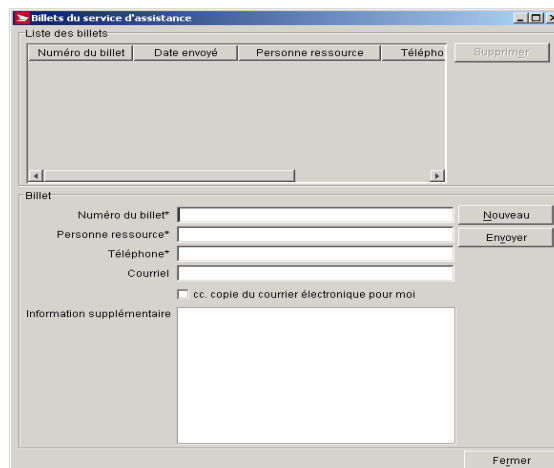 Billets du service d'assistance
Liste des billets
Numéro du billet Date envoyé Personne ressource Télépho
Supprimer
Billet
Numéro du billet*
Nouveau
Personne ressource*
Envoyer
Téléphone*
Courriel
cc. copie du courrier électronique pour moi
Information supplémentaire
Fermer